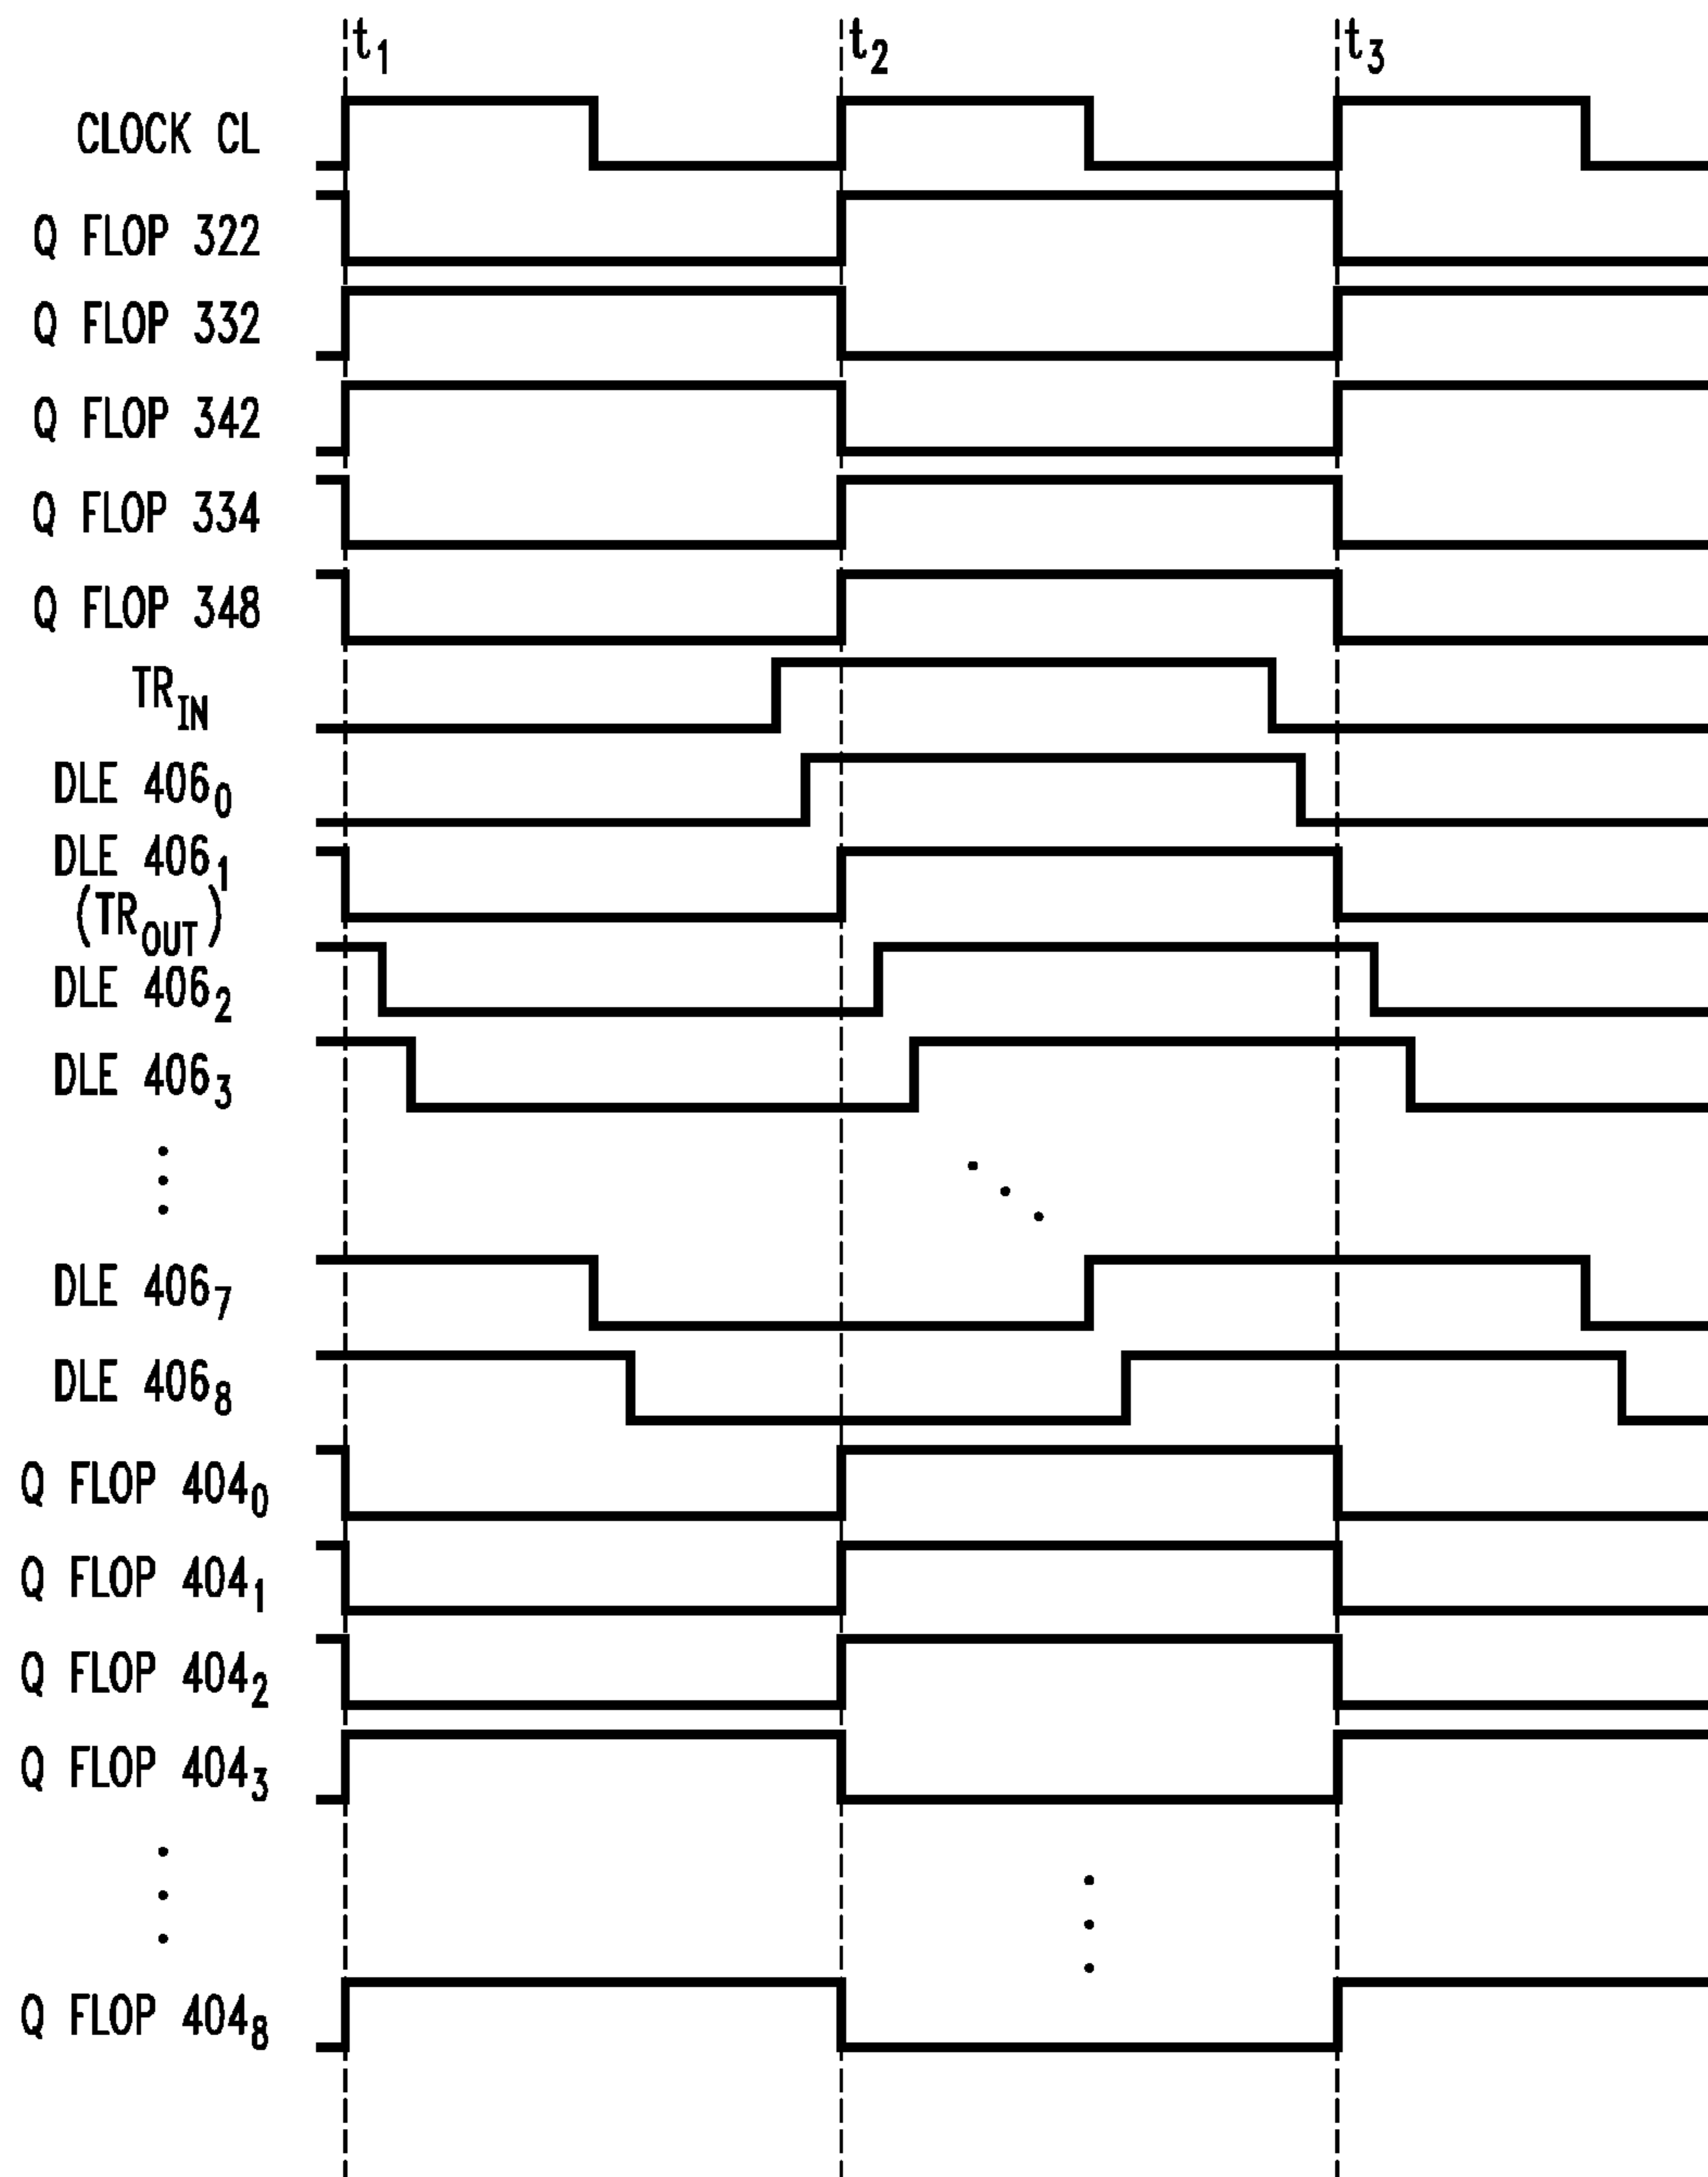 t1 t2 t3
CLOCK CL
Q FLOP 322
Q FLOP 332
Q FLOP 342
Q FLOP 334
Q FLOP 348
TRIN
DLE 4060
DLE 4061
(TROUT)
DLE 4062
DLE 4063
DLE 4067
DLE 4068
Q FLOP 4040
Q FLOP 4041
Q FLOP 4042
Q FLOP 4043
Q FLOP 4048